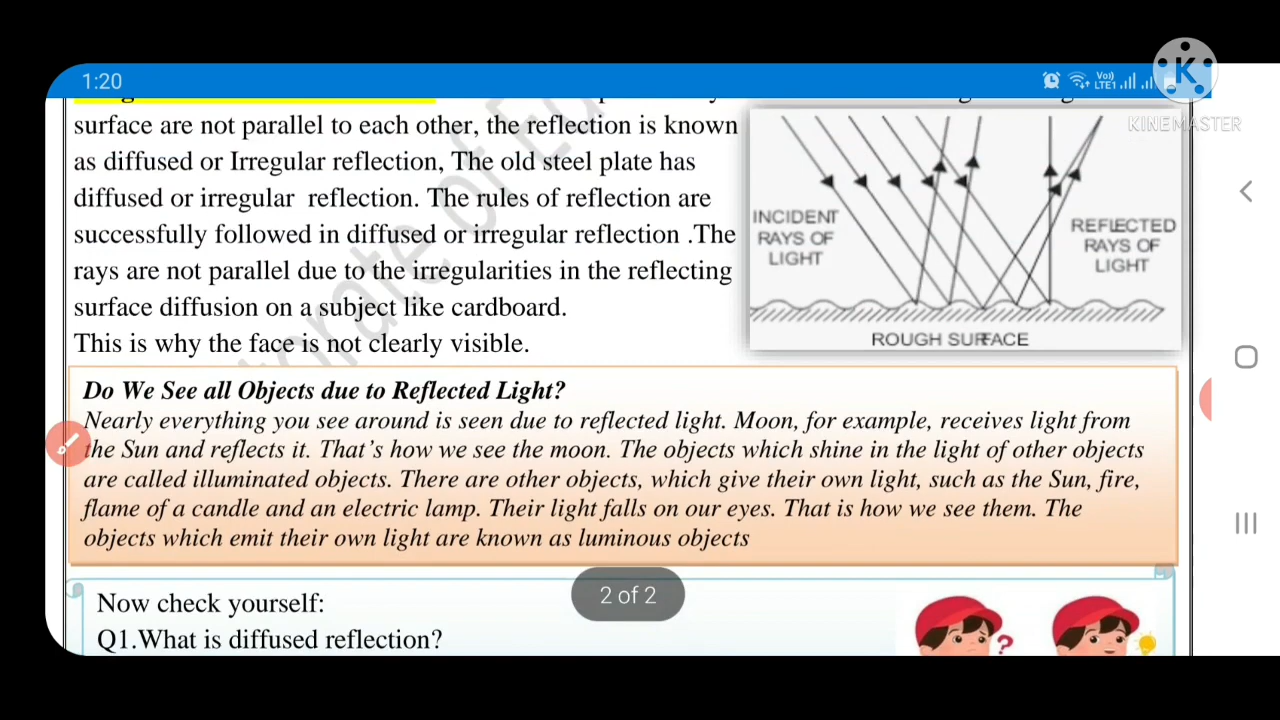 1:20
Vo)
LTE1
K
KINEMASTER
surface are not parallel to each other, the reflection is known
as diffused or Irregular reflection, The old steel plate has
diffused or irregular reflection. The rules of reflection are
successfully followed in diffused or irregular reflection .The
rays are not parallel due to the irregularities in the reflecting
surface diffusion on a subject like cardboard.
This is why the face is not clearly visible.
INCIDENT
RAYS OF
LIGHT
REFLECTED
RAYS OF
LIGHT
ROUGH SURFACE
Do We See all Objects due to Reflected Light?
Nearly everything you see around is seen due to reflected light. Moon, for example, receives light from
the Sun and reflects it. That's how we see the moon. The objects which shine in the light of other objects
are called illuminated objects. There are other objects, which give their own light, such as the Sun, fire,
flame of a candle and an electric lamp. Their light falls on our eyes. That is how we see them. The
objects which emit their own light are known as luminous objects
2 of 2
Now check yourself:
Q1.What is diffused reflection?
?